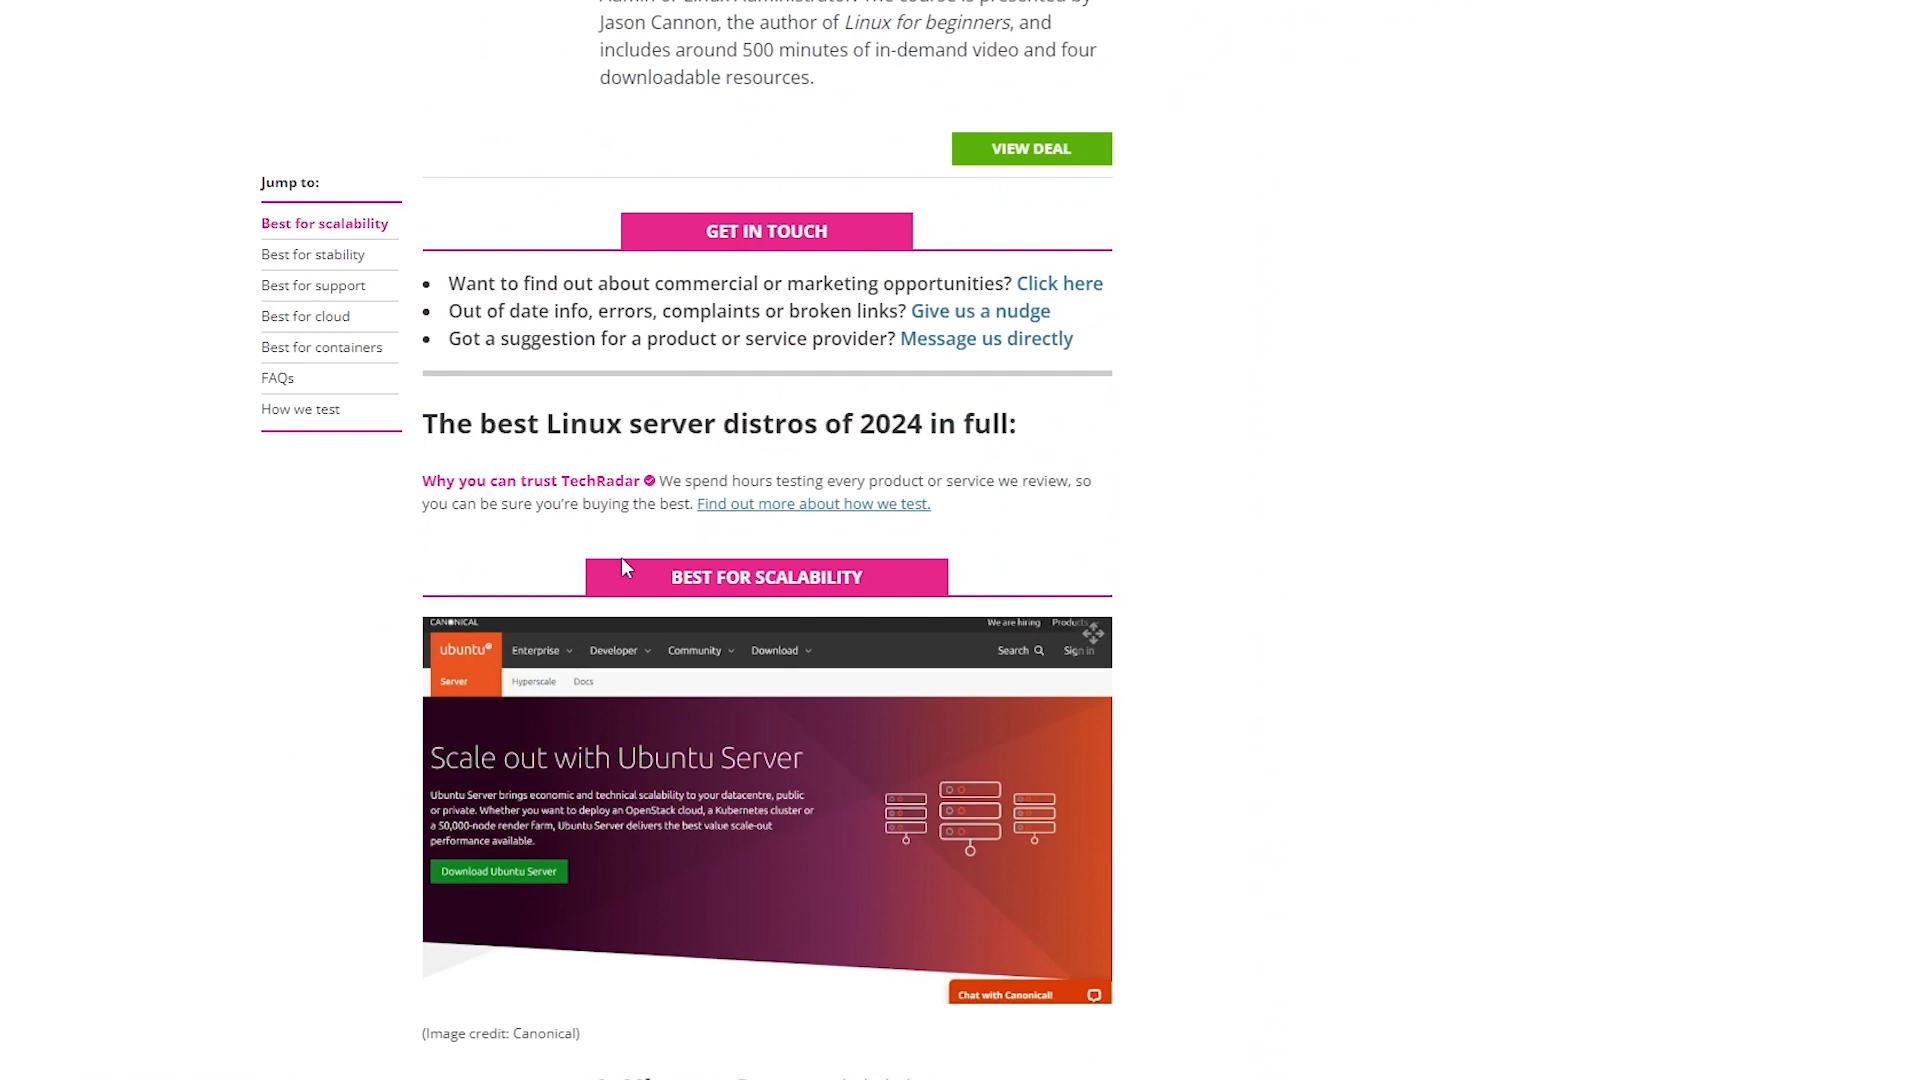 Jason Cannon, the author of Linux for beginners, and
includes around 500 minutes of in-demand video and four
downloadable resources.
VIEW DEAL
Jump to:
Best for scalability
Best for stability
Best for support
Best for cloud
Best for containers
FAQs
How we test
GET IN TOUCH
• Want to find out about commercial or marketing opportunities? Click here
• Out of date info, errors, complaints or broken links? Give us a nudge
• Got a suggestion for a product or service provider? Message us directly
The best Linux server distros of 2024 in full:
Why you can trust TechRadar We spend hours testing every product or service we review, so
you can be sure you're buying the best. Find out more about how we test.
BEST FOR SCALABILITY
CANONICAL We are hiring Products
ubuntu Enterprise Developer Community Download Search Sign in
Server Hyperscale Docs
Scale out with Ubuntu Server
Ubuntu Server brings economic and technical scalability to your datacentre, public
or private. Whether you want to deploy an OpenStack cloud, a Kubernetes cluster or
a 50,000-node render farm, Ubuntu Server delivers the best value scale-out
performance available.
Download Ubuntu Server
Chat with Canonical!
(Image credit: Canonical)